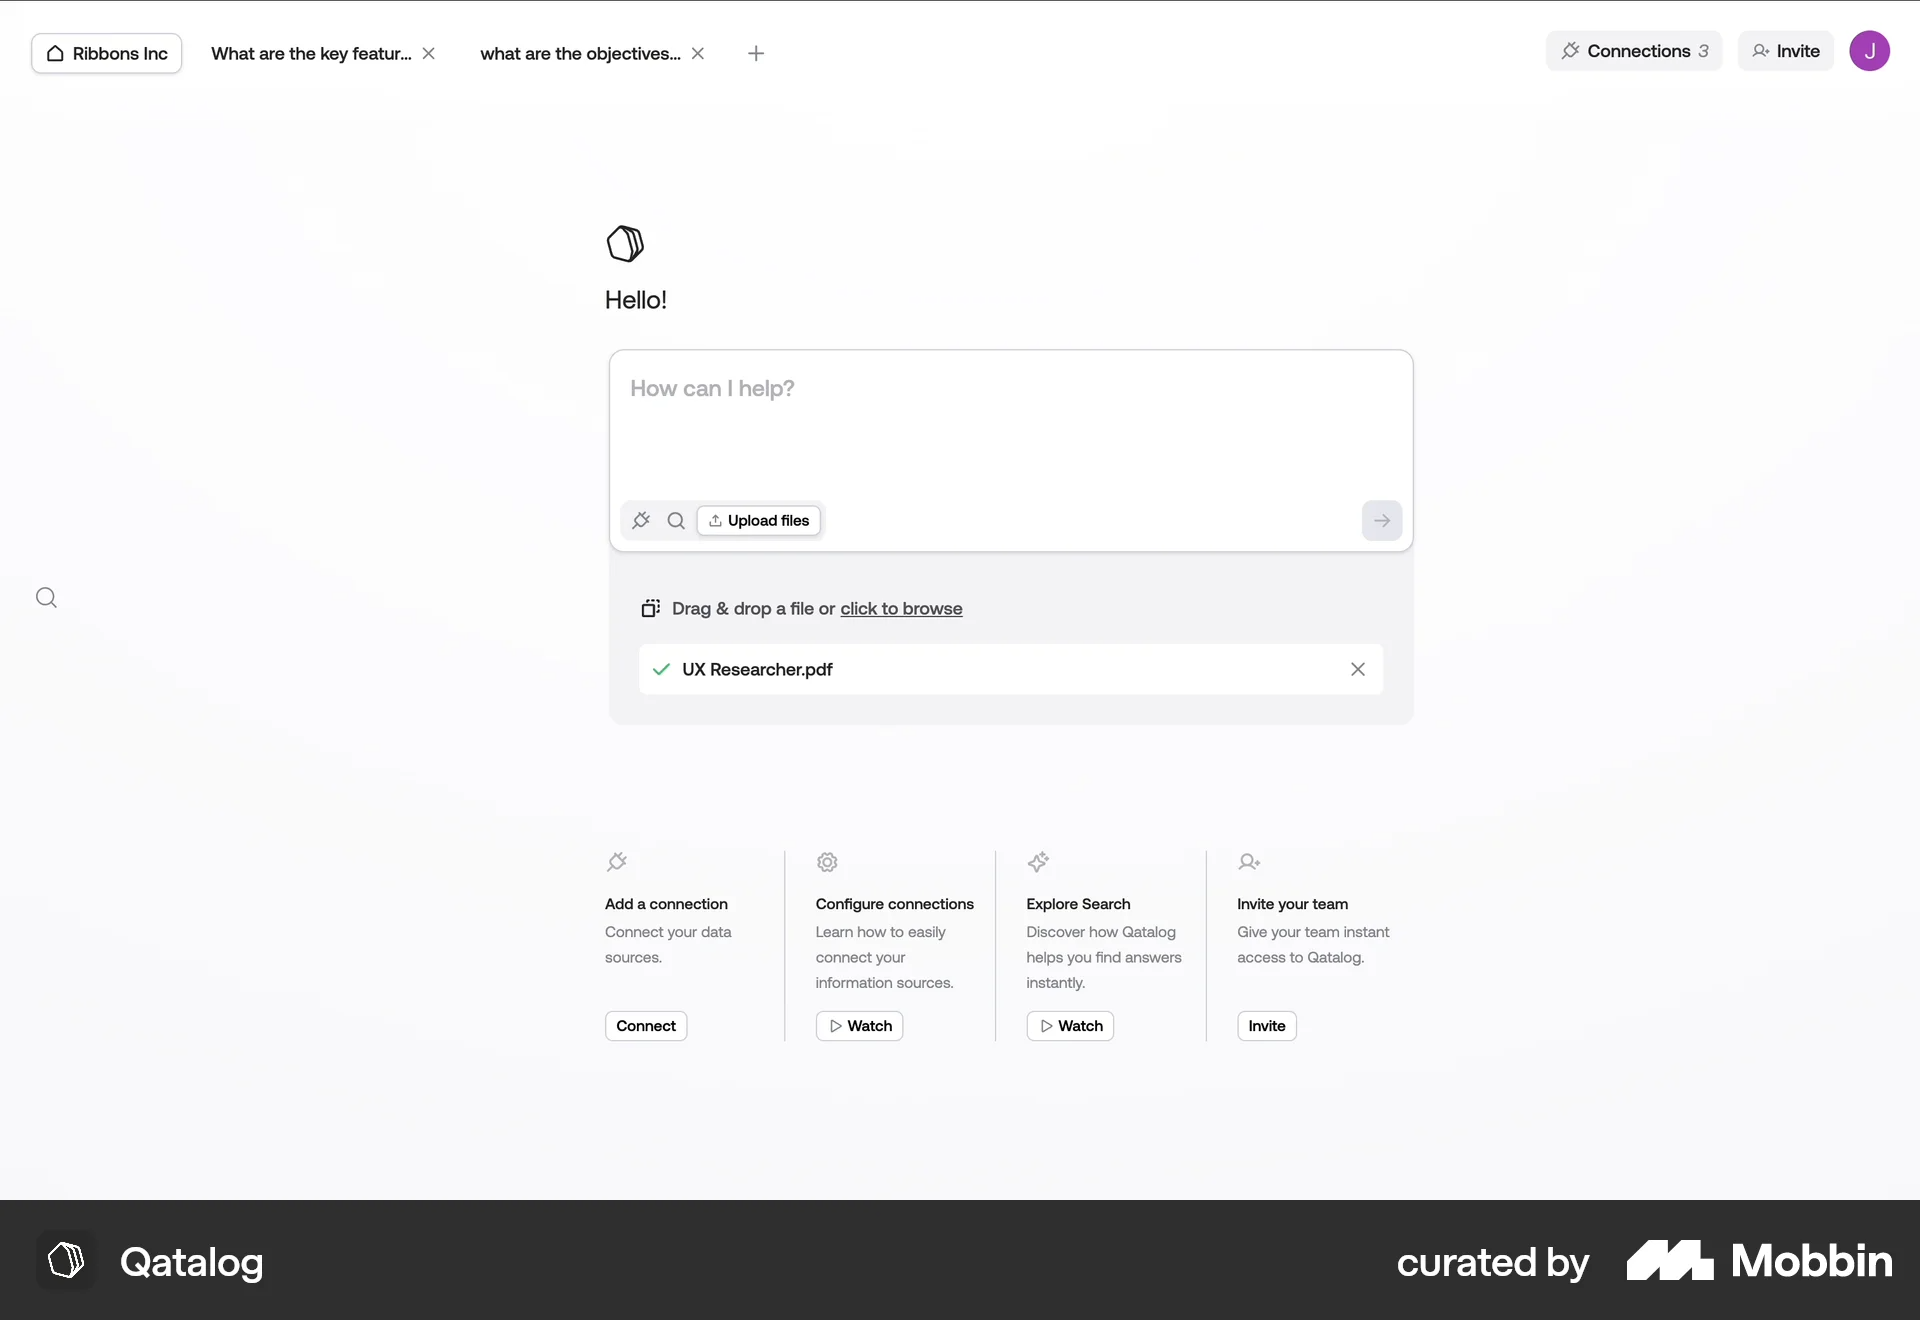 Ribbons Inc
What are the key featur...
what are the objectives...
Connections 3
Invite
J
Hello!
How can I help?
Upload files
Drag & drop a file or click to browse
UX Researcher.pdf
Add a connection
Connect your data
sources.
Connect
Configure connections
Learn how to easily
connect your
information sources.
Watch
Explore Search
Discover how Qatalog
helps you find answers
instantly.
Watch
Invite your team
Give your team instant
access to Qatalog.
Invite
Qatalog
curated by Mobbin